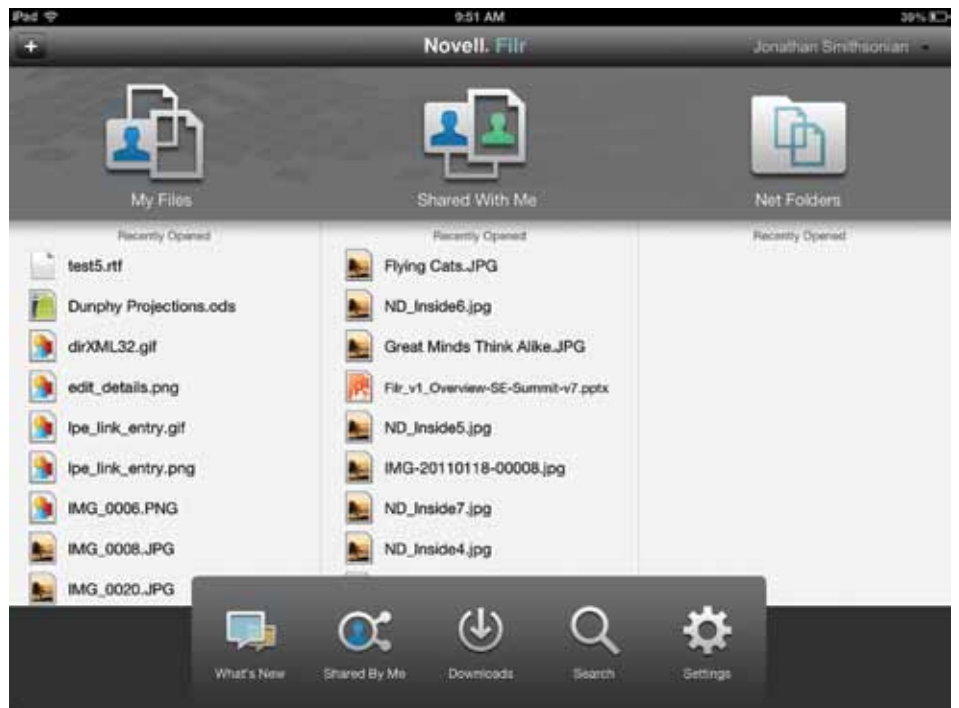 iPad 9:51 AM 39%
+ Novell. Filr Jonathan Smithsonian
My Files Shared With Me Net Folders
Recently Opened Recently Opened Recently Opened
test5.rtf Flying Cats.JPG
Dunphy Projections.ods ND_Inside6.jpg
dirXML32.gif Great Minds Think Alike.JPG
edit_details.png Filr_v1_Overview-SE-Summit-v7.pptx
lpe_link_entry.gif ND_Inside5.jpg
lpe_link_entry.png IMG-20110118-00008.jpg
IMG_0006.PNG ND_Inside7.jpg
IMG_0008.JPG ND_Inside4.jpg
IMG_0020.JPG
What's New Shared By Me Downloads Search Settings